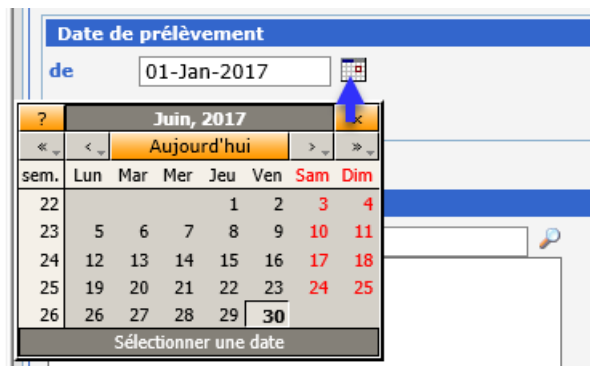 Date de prélèvement
de 01-Jan-2017
? Juin, 2017 ×
« ‹ Aujourd'hui › »
sem. Lun Mar Mer Jeu Ven Sam Dim
22 1 2 3 4
23 5 6 7 8 9 10 11
24 12 13 14 15 16 17 18
25 19 20 21 22 23 24 25
26 26 27 28 29 30
Sélectionner une date